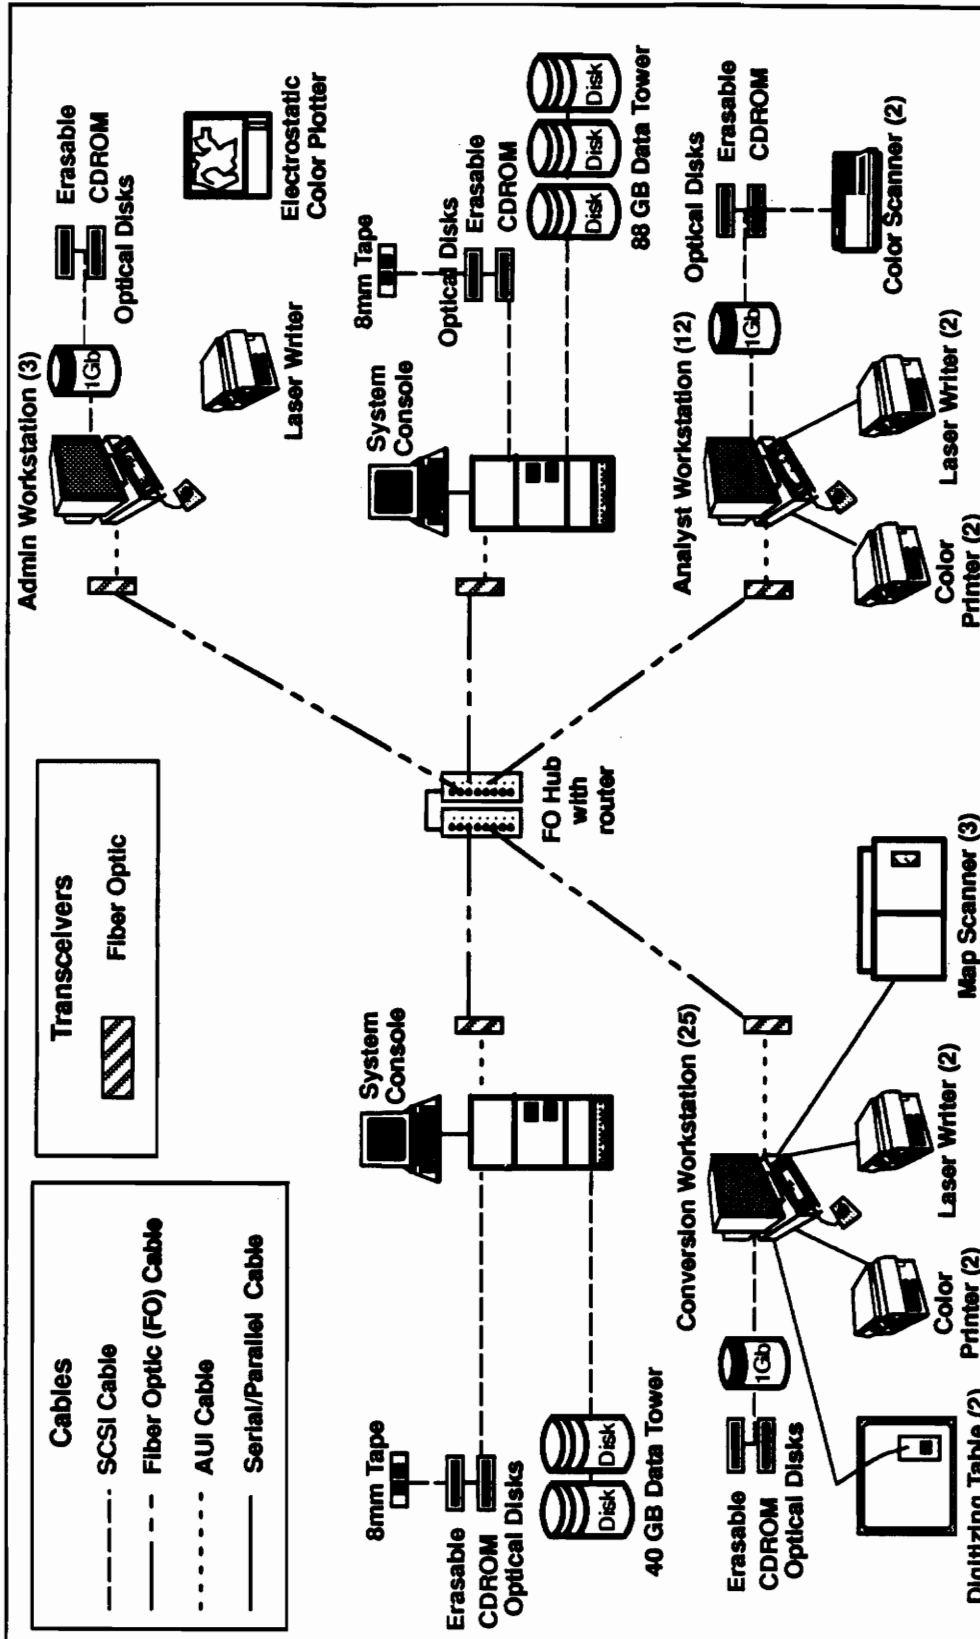 Cables
SCSI Cable
Fiber Optic (FO) Cable
AUI Cable
Serial/Parallel Cable
Transceivers
Fiber Optic
Admin Workstation (3)
1Gb
Erasable
CDROM
Optical Disks
Laser Writer
Electrostatic
Color Plotter
System
Console
8mm Tape
Erasable
CDROM
Optical Disks
Disk
Disk
40 GB Data Tower
FO Hub
with
router
System
Console
8mm Tape
Optical Disks
Erasable
CDROM
Disk
Disk
Disk
88 GB Data Tower
Conversion Workstation (25)
1Gb
Erasable
CDROM
Optical Disks
Digitizing Table (2)
Color
Printer (2)
Laser Writer (2)
Map Scanner (3)
Analyst Workstation (12)
1Gb
Optical Disks
Erasable
CDROM
Color
Printer (2)
Laser Writer (2)
Color Scanner (2)